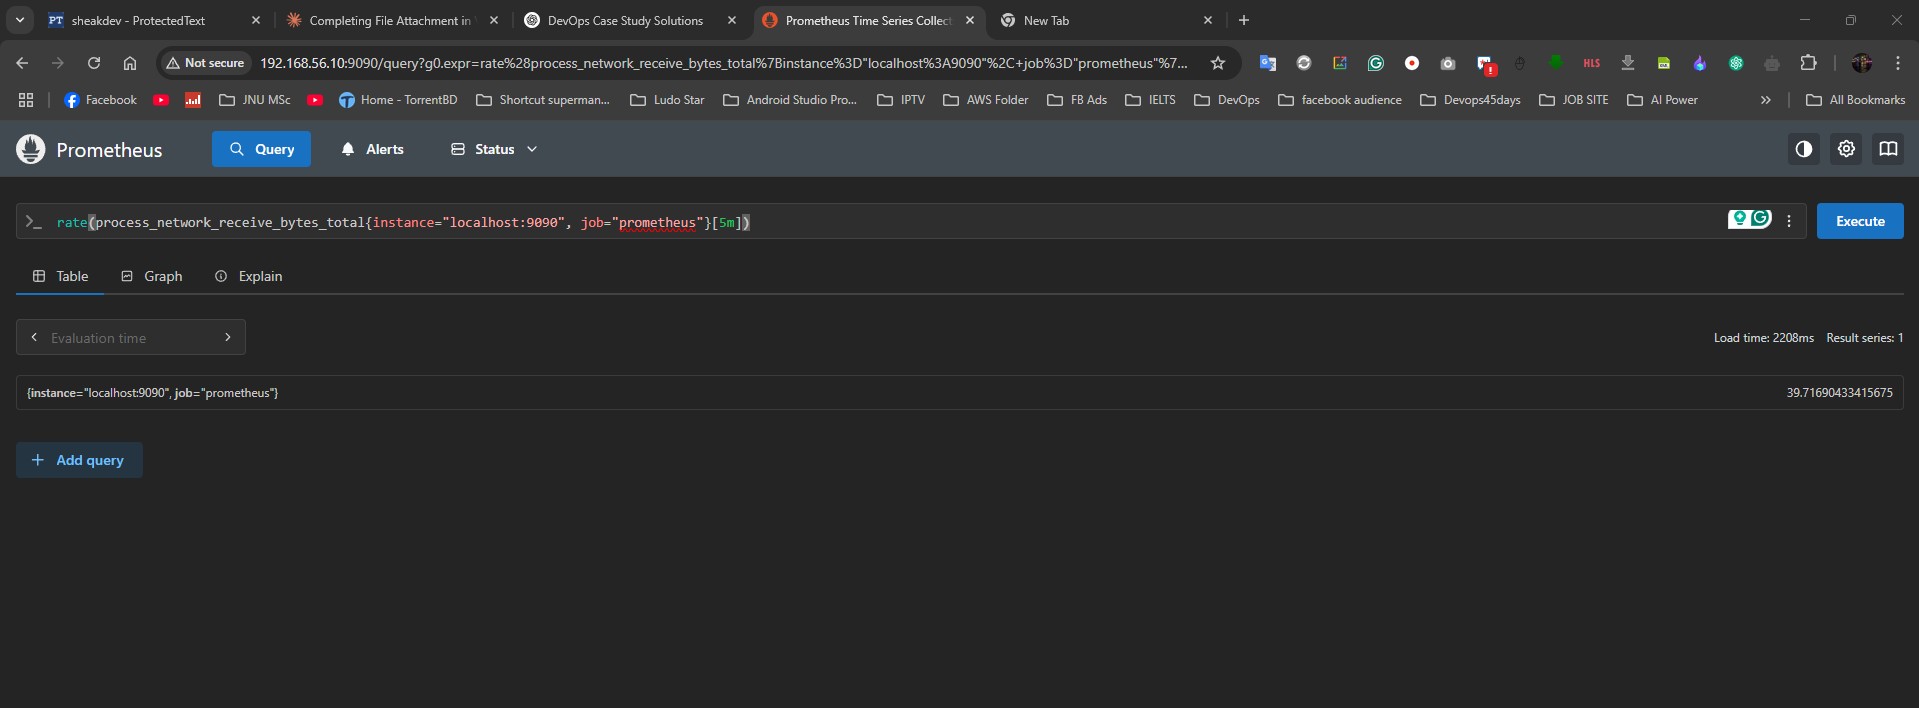 PT sheakdev - ProtectedText
Completing File Attachment in
DevOps Case Study Solutions
Prometheus Time Series Collect
New Tab
Not secure 192.168.56.10:9090/query?g0.expr=rate%28process_network_receive_bytes_total%7Binstance%3D"localhost%3A9090"%2C+job%3D"prometheus"%7...
HLS
Facebook JNU MSc Home - TorrentBD Shortcut superman... Ludo Star Android Studio Pro... IPTV AWS Folder FB Ads IELTS DevOps facebook audience Devops45days JOB SITE AI Power » All Bookmarks
Prometheus Query Alerts Status
>_ rate(process_network_receive_bytes_total{instance="localhost:9090", job="prometheus"}[5m]) Execute
Table Graph Explain
Evaluation time Load time: 2208ms Result series: 1
{instance="localhost:9090", job="prometheus"} 39.71690433415675
+ Add query